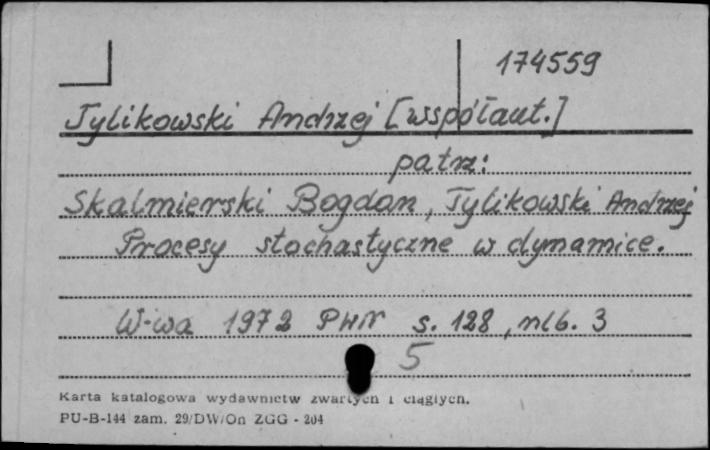 174559
Tylikowski Andrzej [współaut.]
patrz:
Skalmierski Bogdan, Tylikowski Andrzej
Procesy stochastyczne w dynamice.
W-wa 1972 PWN s. 128, nlb. 3
5
Karta katalogowa wydawnictw zwartych i ciągłych.
PU-B-144 zam. 29/DW/On ZGG - 204